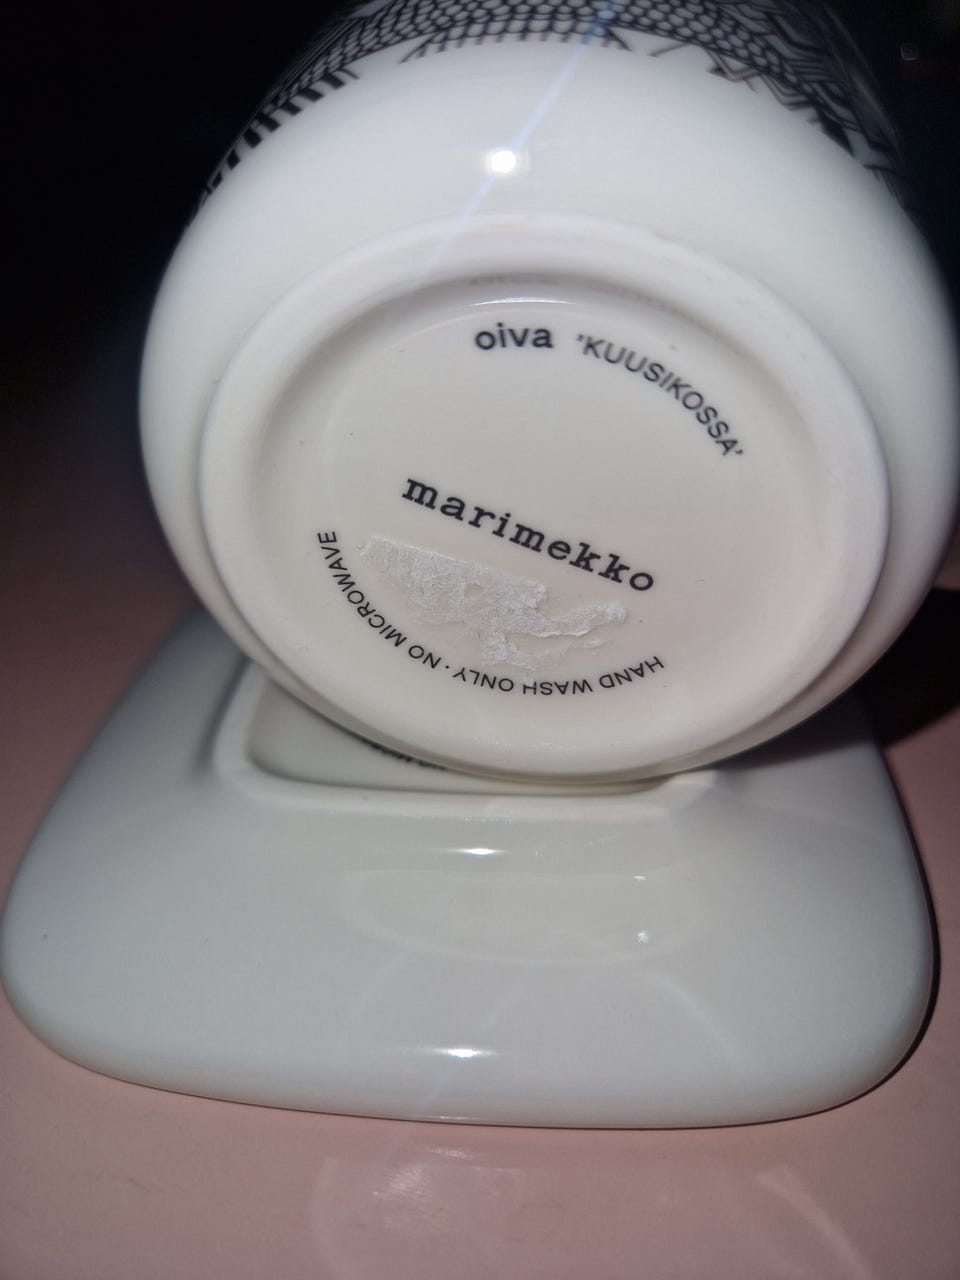 oiva 'KUUSIKOSSA'
marimekko
HAND WASH ONLY · NO MICROWAVE